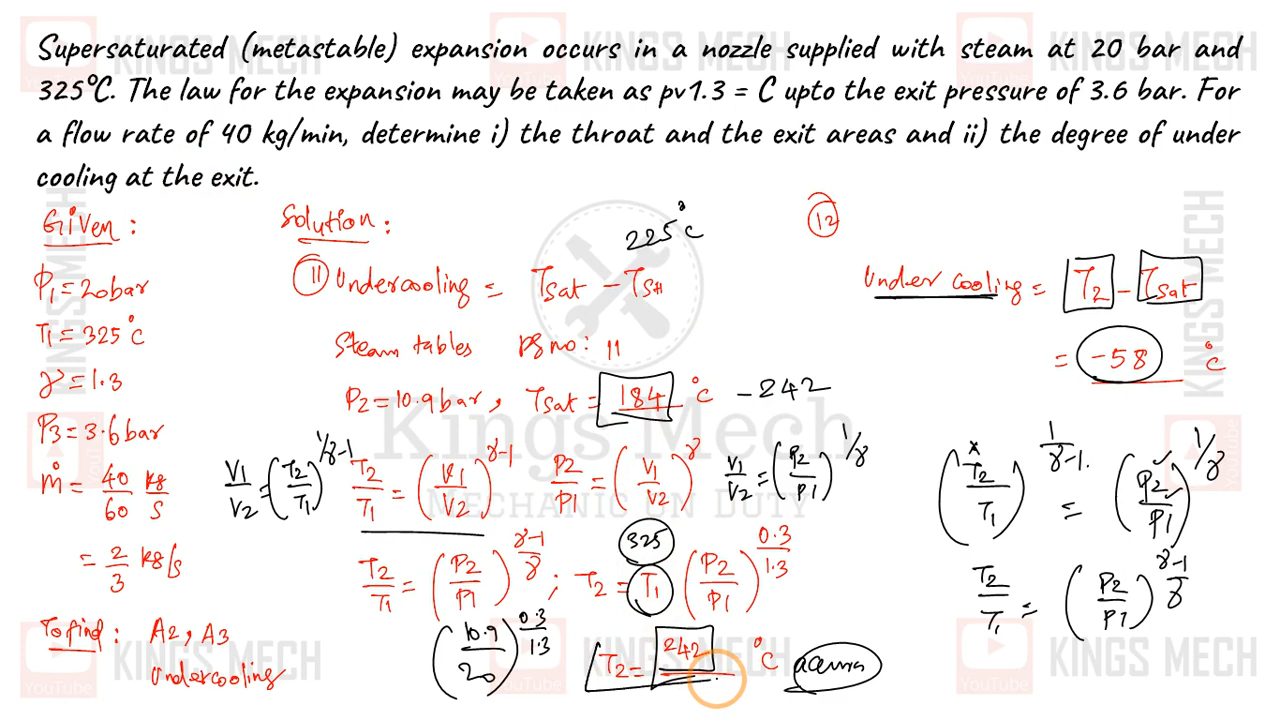 Supersaturated (metastable) expansion occurs in a nozzle supplied with steam at 20 bar and
325°C. The law for the expansion may be taken as pv1.3 = C upto the exit pressure of 3.6 bar. For
a flow rate of 40 kg/min, determine i) the throat and the exit areas and ii) the degree of under
cooling at the exit.
Given :
P1 = 20bar
T1 = 325°C
γ = 1.3
P3 = 3.6bar
ṁ = 40/60 kg/s
= 2/3 kg/s
To find : A2, A3
Undercooling
Solution :
225°C
(11) Undercooling = Tsat - TSH
Steam tables pg no: 11
P2 = 10.9 bar, Tsat = 184 °C - 242
V1/V2 = (T2/T1)^1/γ-1
T2/T1 = (V1/V2)^γ-1
P2/P1 = (V1/V2)^γ
V1/V2 = (P2/P1)^1/γ
T2/T1 = (P2/P1)^γ-1/γ ; T2 = T1 (P2/P1)^0.3/1.3
325
(10.9/20)^0.3/1.3
T2 = 242 °C
(12)
Under cooling = T2 - Tsat
= -58 °C
(T2/T1)^1/γ-1 = (P2/P1)^1/γ
T2/T1 = (P2/P1)^γ-1/γ
KINGS MECH
YouTube
Kings Mech
MECHANIC ON DUTY